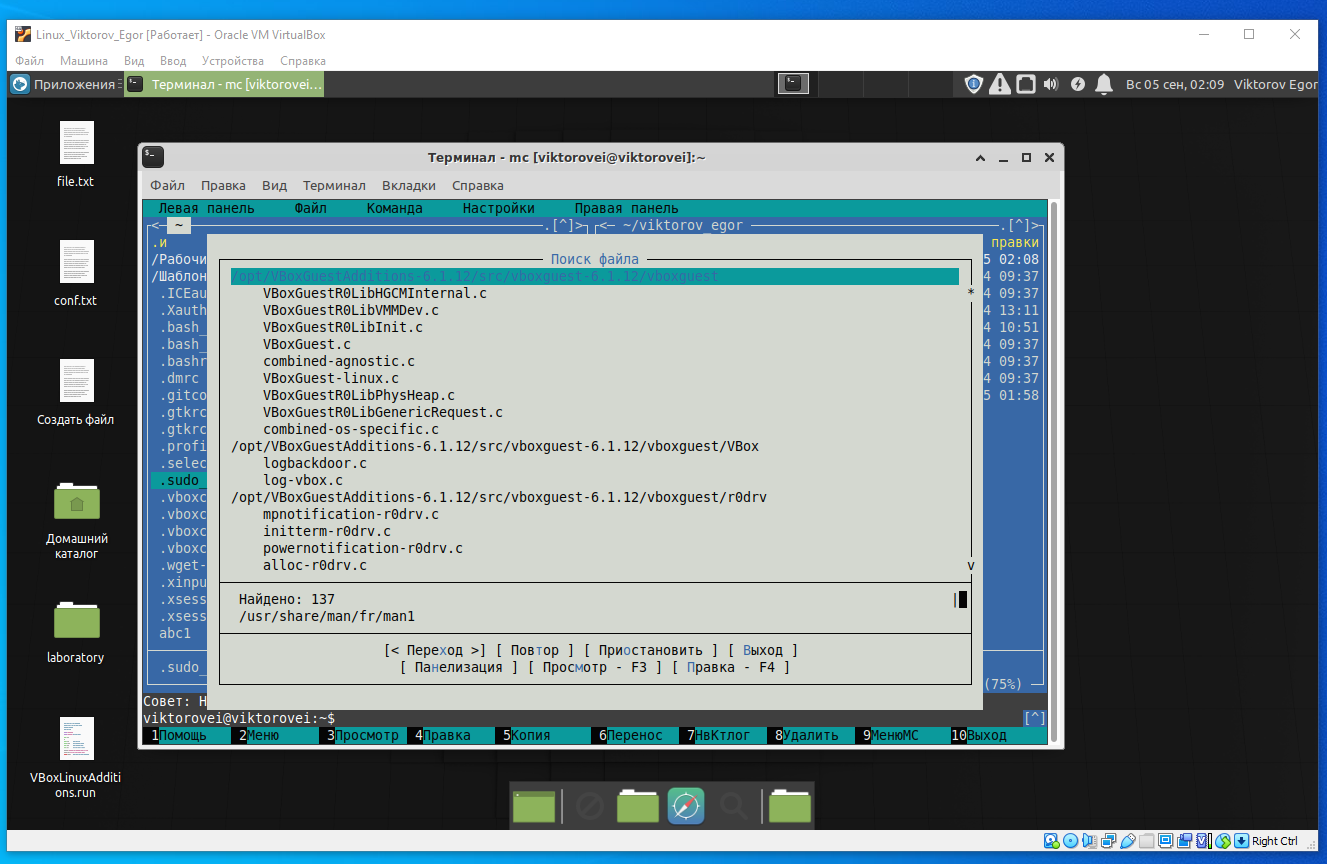 Linux_Viktorov_Egor [Работает] - Oracle VM VirtualBox
Файл Машина Вид Ввод Устройства Справка
Приложения Терминал - mc [viktorovei... Вс 05 сен, 02:09 Viktorov Egor
file.txt
conf.txt
Создать файл
Домашний
каталог
laboratory
VBoxLinuxAdditi
ons.run
Терминал - mc [viktorovei@viktorovei]:~
Файл Правка Вид Терминал Вкладки Справка
Левая панель Файл Команда Настройки Правая панель
<— ~ .[^]> <— ~/viktorov_egor .[^]>
.и правки
/Рабочи 5 02:08
/Шаблон 4 09:37
.ICEau 4 09:37
.Xauth 4 13:11
.bash_ 4 10:51
.bash_ 4 09:37
.bashr 4 09:37
.dmrc 4 09:37
.gitco 5 01:58
.gtkrc
.gtkrc
.profi
.selec
.sudo_
.vboxc
.vboxc
.vboxc
.vboxc
.wget-
.xinpu
.xsess
.xsess
abc1
.sudo_
(75%)
Поиск файла
/opt/VBoxGuestAdditions-6.1.12/src/vboxguest-6.1.12/vboxguest
VBoxGuestR0LibHGCMInternal.c *
VBoxGuestR0LibVMMDev.c
VBoxGuestR0LibInit.c
VBoxGuest.c
combined-agnostic.c
VBoxGuest-linux.c
VBoxGuestR0LibPhysHeap.c
VBoxGuestR0LibGenericRequest.c
combined-os-specific.c
/opt/VBoxGuestAdditions-6.1.12/src/vboxguest-6.1.12/vboxguest/VBox
logbackdoor.c
log-vbox.c
/opt/VBoxGuestAdditions-6.1.12/src/vboxguest-6.1.12/vboxguest/r0drv
mpnotification-r0drv.c
initterm-r0drv.c
powernotification-r0drv.c
alloc-r0drv.c v
Найдено: 137 |
/usr/share/man/fr/man1
[< Переход >] [ Повтор ] [ Приостановить ] [ Выход ]
[ Панелизация ] [ Просмотр - F3 ] [ Правка - F4 ]
Совет: Н
viktorovei@viktorovei:~$ [^]
1Помощь 2Меню 3Просмотр 4Правка 5Копия 6Перенос 7НвКтлог 8Удалить 9МенюМС 10Выход
Right Ctrl